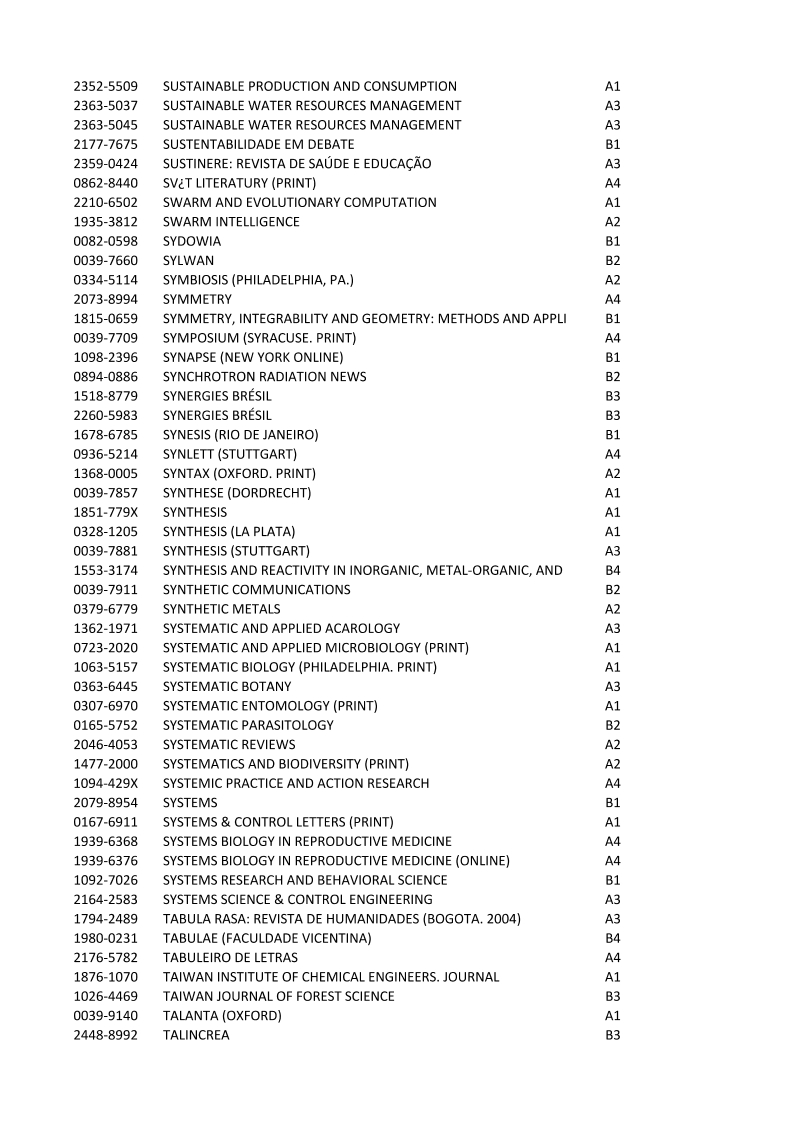 2352-5509 SUSTAINABLE PRODUCTION AND CONSUMPTION A1
2363-5037 SUSTAINABLE WATER RESOURCES MANAGEMENT A3
2363-5045 SUSTAINABLE WATER RESOURCES MANAGEMENT A3
2177-7675 SUSTENTABILIDADE EM DEBATE B1
2359-0424 SUSTINERE: REVISTA DE SAÚDE E EDUCAÇÃO A3
0862-8440 SV¿T LITERATURY (PRINT) A4
2210-6502 SWARM AND EVOLUTIONARY COMPUTATION A1
1935-3812 SWARM INTELLIGENCE A2
0082-0598 SYDOWIA B1
0039-7660 SYLWAN B2
0334-5114 SYMBIOSIS (PHILADELPHIA, PA.) A2
2073-8994 SYMMETRY A4
1815-0659 SYMMETRY, INTEGRABILITY AND GEOMETRY: METHODS AND APPLI B1
0039-7709 SYMPOSIUM (SYRACUSE. PRINT) A4
1098-2396 SYNAPSE (NEW YORK ONLINE) B1
0894-0886 SYNCHROTRON RADIATION NEWS B2
1518-8779 SYNERGIES BRÉSIL B3
2260-5983 SYNERGIES BRÉSIL B3
1678-6785 SYNESIS (RIO DE JANEIRO) B1
0936-5214 SYNLETT (STUTTGART) A4
1368-0005 SYNTAX (OXFORD. PRINT) A2
0039-7857 SYNTHESE (DORDRECHT) A1
1851-779X SYNTHESIS A1
0328-1205 SYNTHESIS (LA PLATA) A1
0039-7881 SYNTHESIS (STUTTGART) A3
1553-3174 SYNTHESIS AND REACTIVITY IN INORGANIC, METAL-ORGANIC, AND B4
0039-7911 SYNTHETIC COMMUNICATIONS B2
0379-6779 SYNTHETIC METALS A2
1362-1971 SYSTEMATIC AND APPLIED ACAROLOGY A3
0723-2020 SYSTEMATIC AND APPLIED MICROBIOLOGY (PRINT) A1
1063-5157 SYSTEMATIC BIOLOGY (PHILADELPHIA. PRINT) A1
0363-6445 SYSTEMATIC BOTANY A3
0307-6970 SYSTEMATIC ENTOMOLOGY (PRINT) A1
0165-5752 SYSTEMATIC PARASITOLOGY B2
2046-4053 SYSTEMATIC REVIEWS A2
1477-2000 SYSTEMATICS AND BIODIVERSITY (PRINT) A2
1094-429X SYSTEMIC PRACTICE AND ACTION RESEARCH A4
2079-8954 SYSTEMS B1
0167-6911 SYSTEMS & CONTROL LETTERS (PRINT) A1
1939-6368 SYSTEMS BIOLOGY IN REPRODUCTIVE MEDICINE A4
1939-6376 SYSTEMS BIOLOGY IN REPRODUCTIVE MEDICINE (ONLINE) A4
1092-7026 SYSTEMS RESEARCH AND BEHAVIORAL SCIENCE B1
2164-2583 SYSTEMS SCIENCE & CONTROL ENGINEERING A3
1794-2489 TABULA RASA: REVISTA DE HUMANIDADES (BOGOTA. 2004) A3
1980-0231 TABULAE (FACULDADE VICENTINA) B4
2176-5782 TABULEIRO DE LETRAS A4
1876-1070 TAIWAN INSTITUTE OF CHEMICAL ENGINEERS. JOURNAL A1
1026-4469 TAIWAN JOURNAL OF FOREST SCIENCE B3
0039-9140 TALANTA (OXFORD) A1
2448-8992 TALINCREA B3